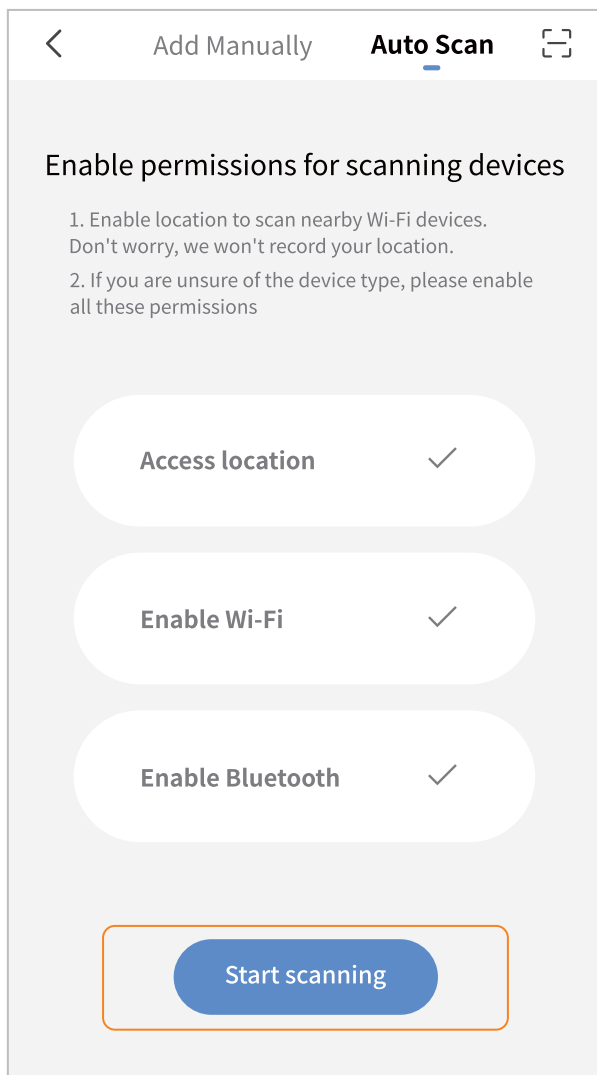 Add Manually
Auto Scan
Enable permissions for scanning devices
1. Enable location to scan nearby Wi-Fi devices.
Don't worry, we won't record your location.
2. If you are unsure of the device type, please enable
all these permissions
Access location
Enable Wi-Fi
Enable Bluetooth
Start scanning